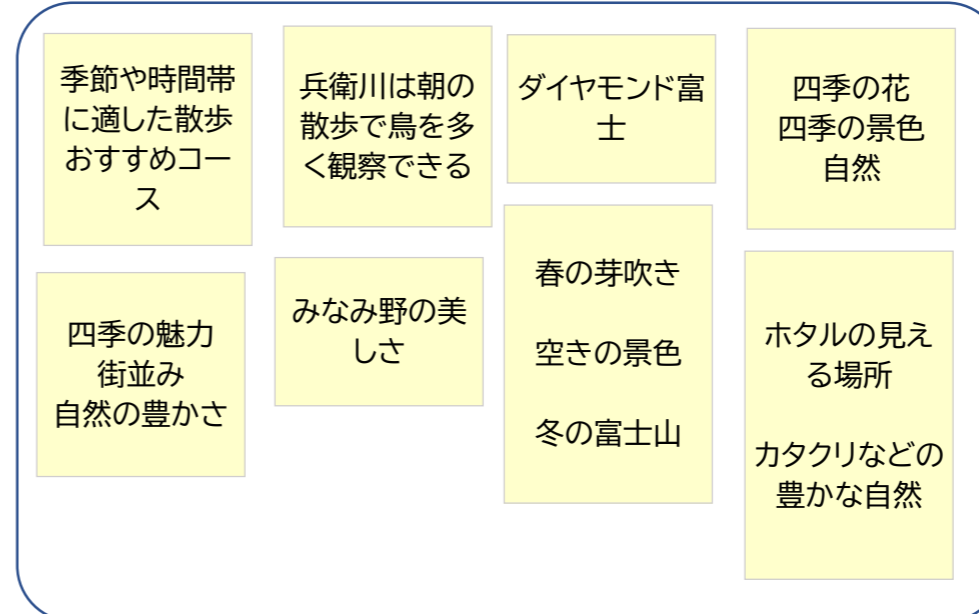 季節や時間帯
に適した散歩
おすすめコー
ス
兵衛川は朝の
散歩で鳥を多
く観察できる
ダイヤモンド富
士
四季の花
四季の景色
自然
四季の魅力
街並み
自然の豊かさ
みなみ野の美
しさ
春の芽吹き
空きの景色
冬の富士山
ホタルの見え
る場所
カタクリなどの
豊かな自然